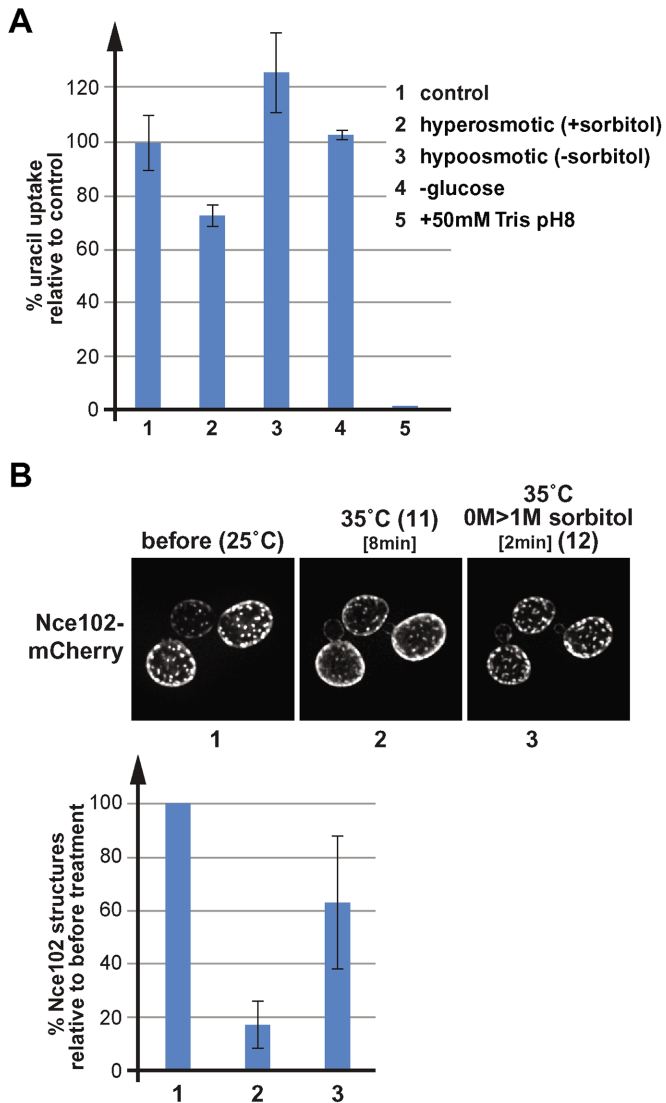 A
% uracil uptake
relative to control
120
100
80
60
40
20
0
1 2 3 4 5
1 control
2 hyperosmotic (+sorbitol)
3 hypoosmotic (-sorbitol)
4 -glucose
5 +50mM Tris pH8
B
before (25˚C)
35˚C (11)
[8min]
35˚C
0M>1M sorbitol
[2min] (12)
Nce102-
mCherry
1 2 3
% Nce102 structures
relative to before treatment
100
80
60
40
20
0
1 2 3